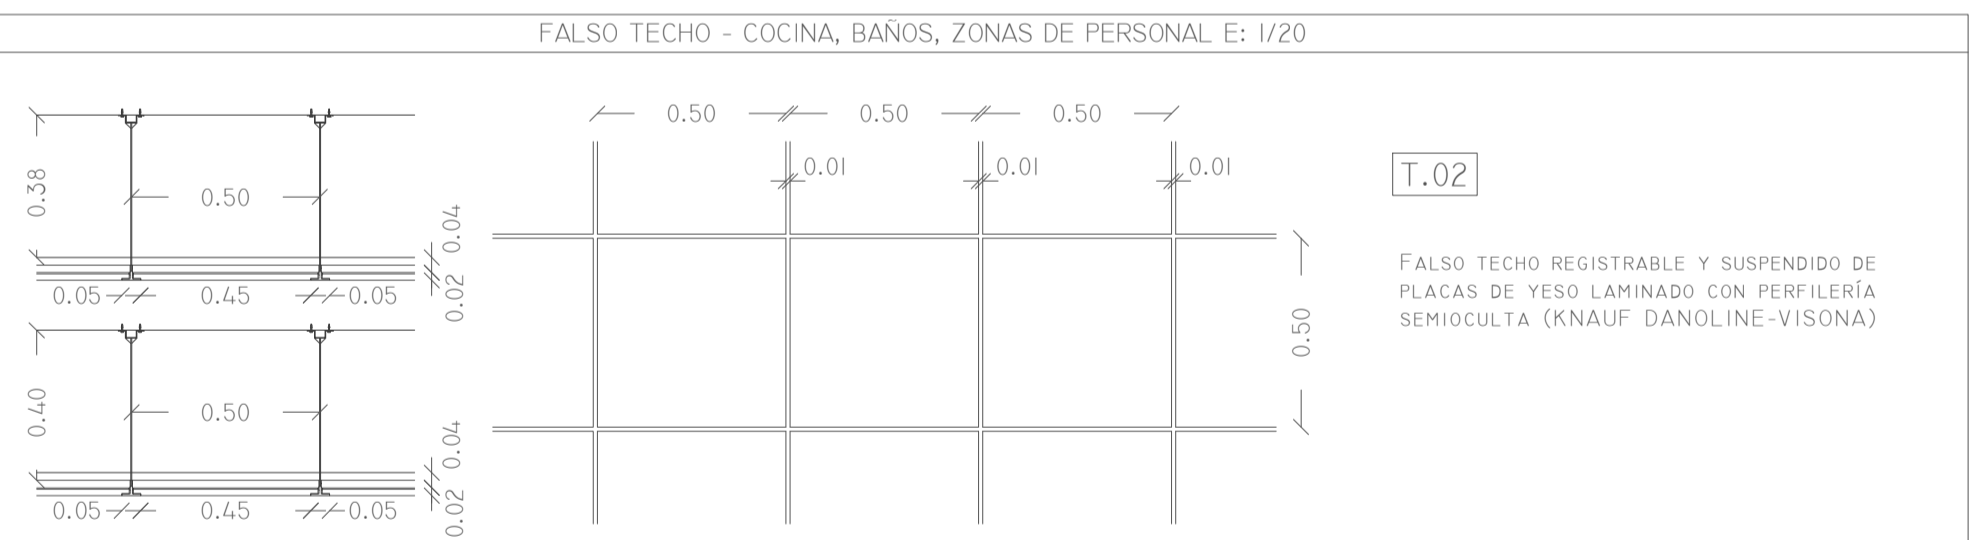 FALSO TECHO - COCINA, BAÑOS, ZONAS DE PERSONAL E: 1/20
0.38
0.50
0.04
0.02
0.05 0.45 0.05
0.40
0.50
0.04
0.02
0.05 0.45 0.05
0.50 0.50 0.50
0.01 0.01 0.01
0.50
T.02
FALSO TECHO REGISTRABLE Y SUSPENDIDO DE
PLACAS DE YESO LAMINADO CON PERFILERÍA
SEMIOCULTA (KNAUF DANOLINE-VISONA)